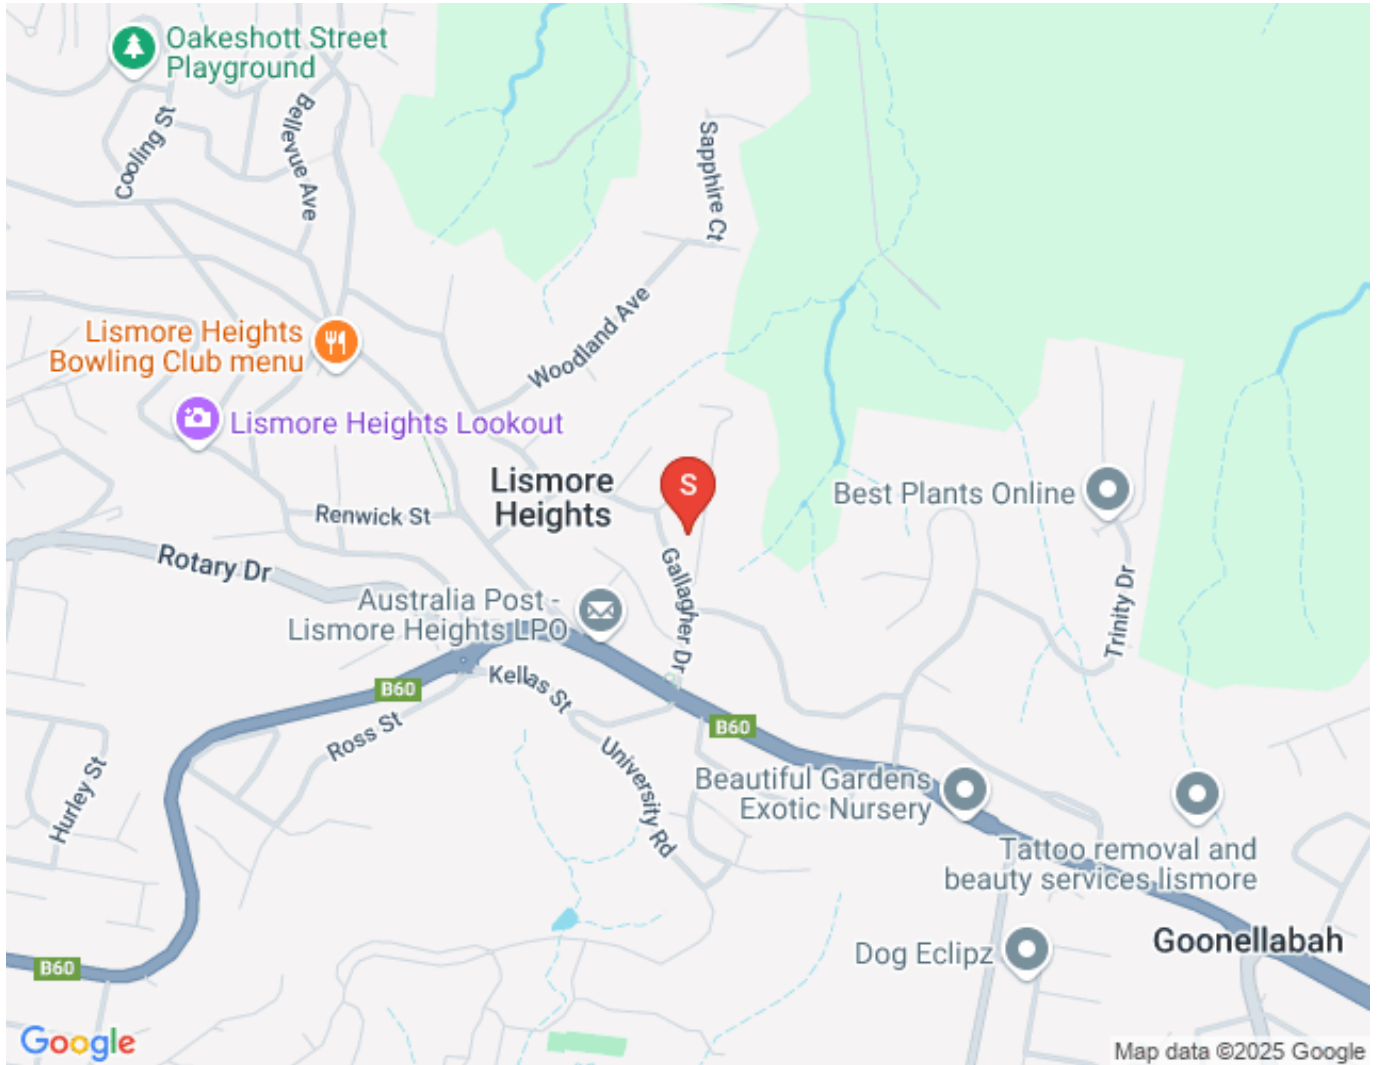 Oakeshott Street
Playground
Cooling St
Bellevue Ave
Sapphire Ct
Lismore Heights
Bowling Club menu
Woodland Ave
Lismore Heights Lookout
Lismore
Heights
S
Best Plants Online
Renwick St
Rotary Dr
Gallagher Dr
Australia Post -
Lismore Heights LPO
Trinity Dr
Kellas St
B60
Ross St
B60
University Rd
Hurley St
Beautiful Gardens
Exotic Nursery
Tattoo removal and
beauty services lismore
Dog Eclipz
Goonellabah
B60
Google
Map data ©2025 Google